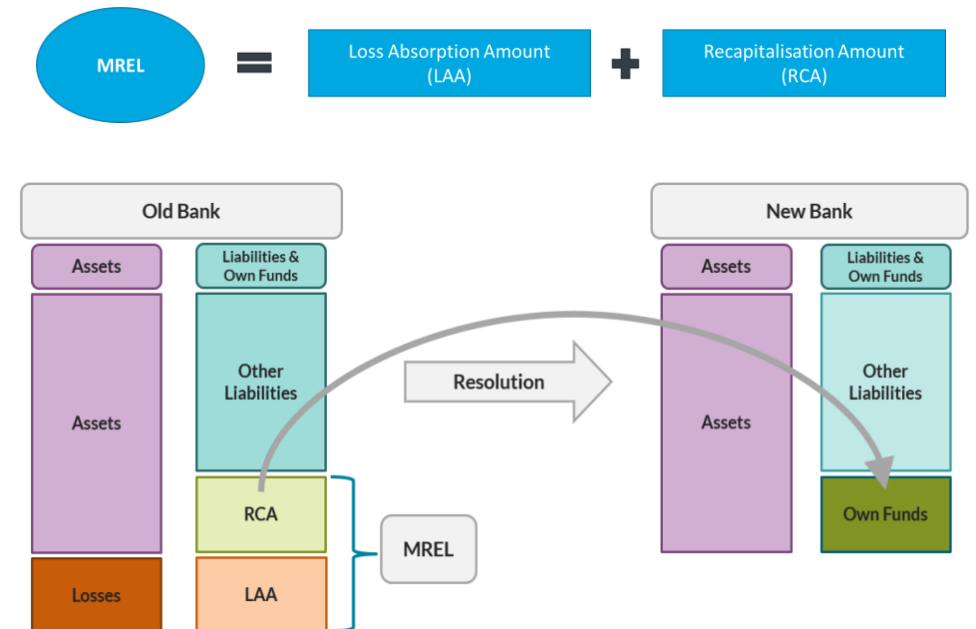 MREL
=
Loss Absorption Amount
(LAA)
+
Recapitalisation Amount
(RCA)
Old Bank
New Bank
Assets
Liabilities &
Own Funds
Assets
Liabilities &
Own Funds
Other
Liabilities
Resolution
Other
Liabilities
Assets
Assets
RCA
Own Funds
MREL
Losses
LAA